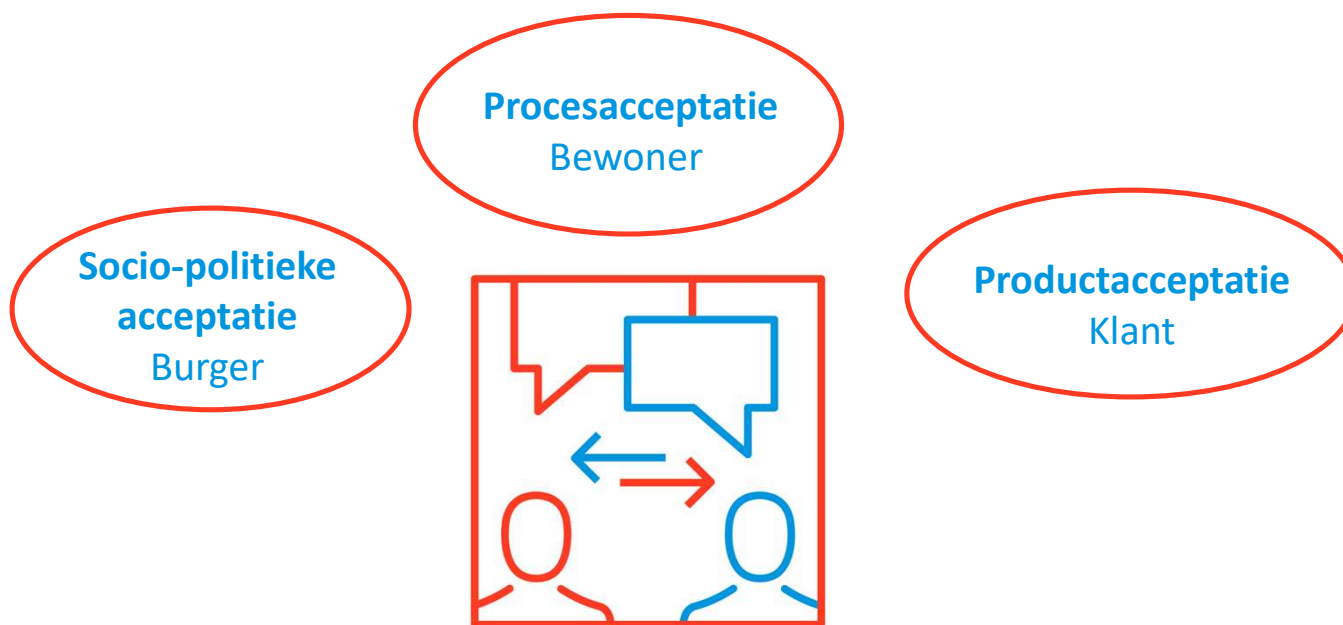 Procesacceptatie
Bewoner
Socio-politieke
acceptatie
Burger
Productacceptatie
Klant